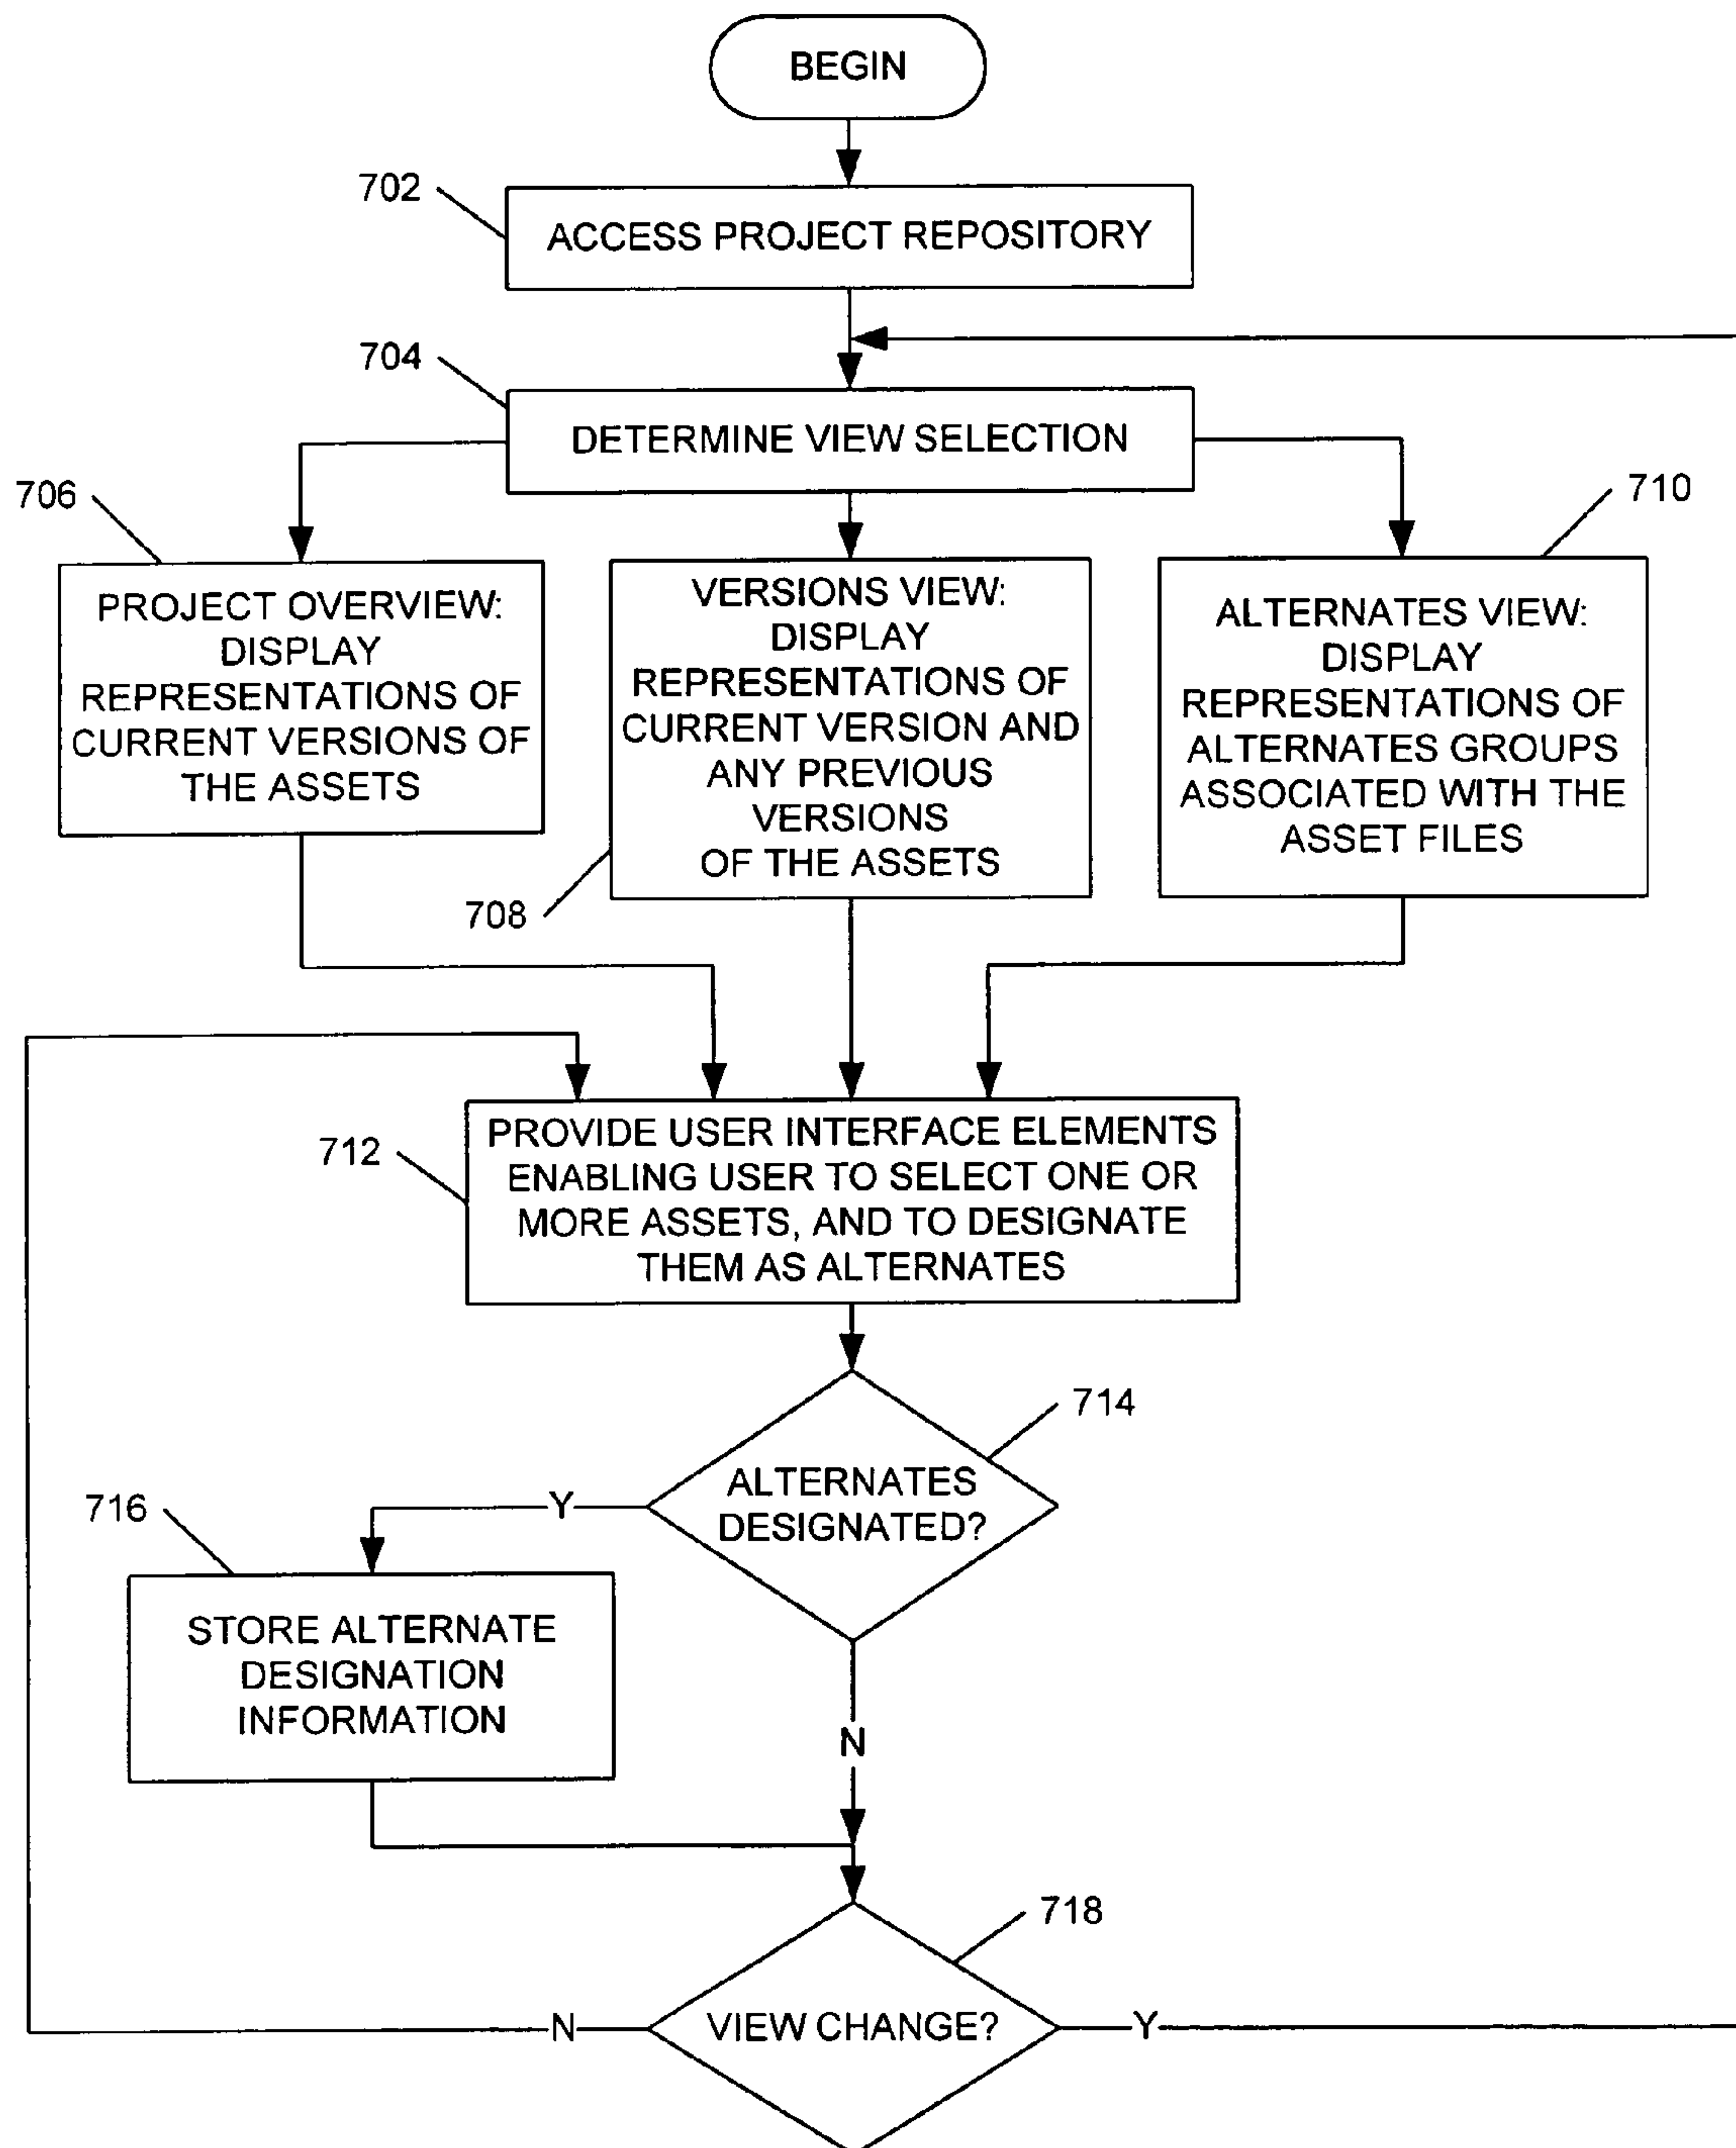 BEGIN
702
ACCESS PROJECT REPOSITORY
704
DETERMINE VIEW SELECTION
706
710
PROJECT OVERVIEW:
DISPLAY
REPRESENTATIONS OF
CURRENT VERSIONS OF
THE ASSETS
VERSIONS VIEW:
DISPLAY
REPRESENTATIONS OF
CURRENT VERSION AND
ANY PREVIOUS
VERSIONS
OF THE ASSETS
ALTERNATES VIEW:
DISPLAY
REPRESENTATIONS OF
ALTERNATES GROUPS
ASSOCIATED WITH THE
ASSET FILES
708
712
PROVIDE USER INTERFACE ELEMENTS
ENABLING USER TO SELECT ONE OR
MORE ASSETS, AND TO DESIGNATE
THEM AS ALTERNATES
714
ALTERNATES
DESIGNATED?
Y
716
STORE ALTERNATE
DESIGNATION
INFORMATION
N
718
VIEW CHANGE?
N
Y